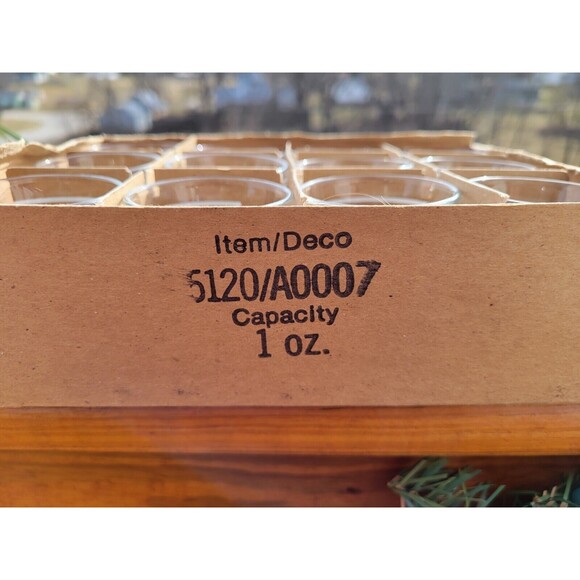 Item/Deco
5120/A0007
Capacity
1 oz.